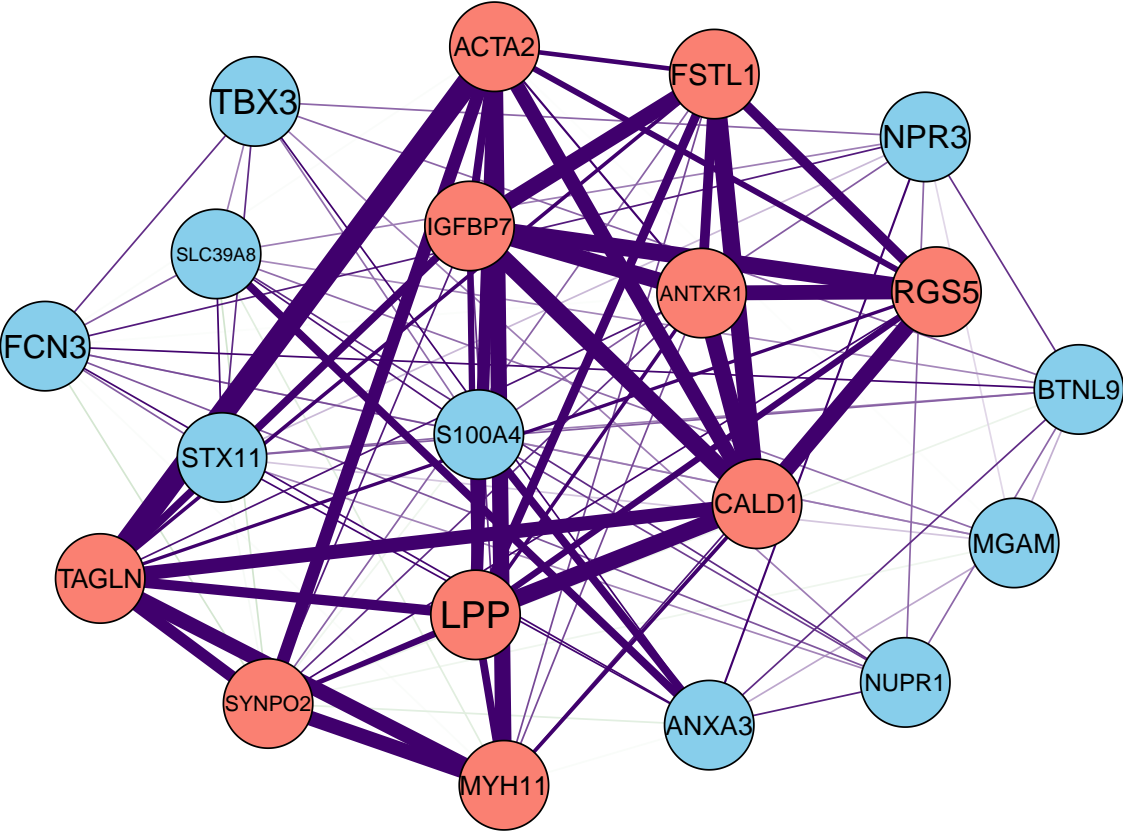 ACTA2
FSTL1
TBX3
NPR3
IGFBP7
SLC39A8
ANTXR1
RGS5
FCN3
BTNL9
S100A4
STX11
CALD1
MGAM
TAGLN
LPP
NUPR1
SYNPO2
ANXA3
MYH11